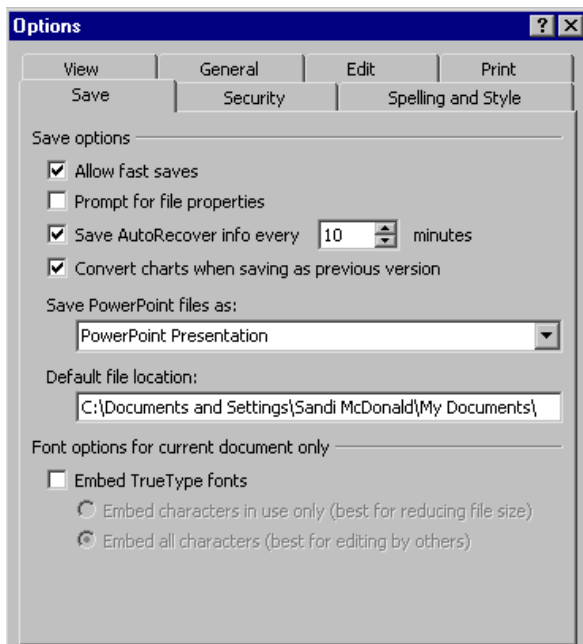 Options
View General Edit Print
Save Security Spelling and Style
Save options
Allow fast saves
Prompt for file properties
Save AutoRecover info every 10 minutes
Convert charts when saving as previous version
Save PowerPoint files as:
PowerPoint Presentation
Default file location:
C:\Documents and Settings\Sandi McDonald\My Documents\
Font options for current document only
Embed TrueType fonts
Embed characters in use only (best for reducing file size)
Embed all characters (best for editing by others)